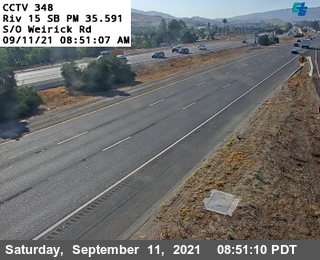 CCTV 348
Riv 15 SB PM 35.591
S/O Weirick Rd
09/11/21 08:51:07 AM
Saturday, September 11, 2021 08:51:10 PDT